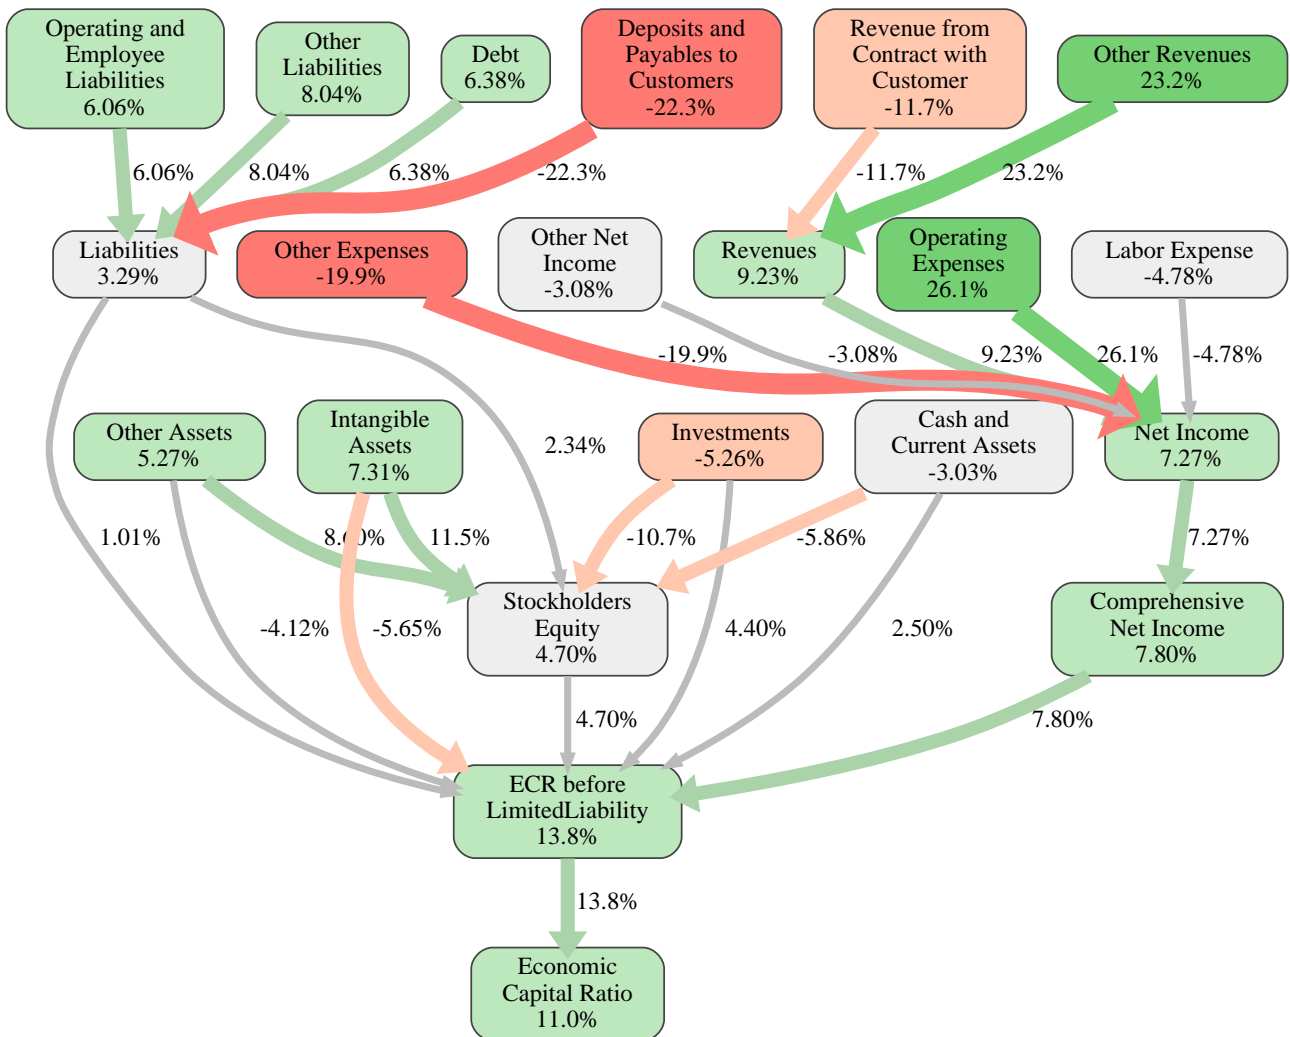 Operating and
Employee
Liabilities
6.06%
Other
Liabilities
8.04%
Debt
6.38%
Deposits and
Payables to
Customers
-22.3%
Revenue from
Contract with
Customer
-11.7%
Other Revenues
23.2%
6.06%
8.04%
6.38%
-22.3%
-11.7%
23.2%
Liabilities
3.29%
Other Expenses
-19.9%
Other Net
Income
-3.08%
Revenues
9.23%
Operating
Expenses
26.1%
Labor Expense
-4.78%
-19.9%
-3.08%
9.23%
26.1%
-4.78%
Other Assets
5.27%
Intangible
Assets
7.31%
2.34%
Investments
-5.26%
Cash and
Current Assets
-3.03%
Net Income
7.27%
1.01%
8.60%
11.5%
-10.7%
-5.86%
7.27%
-4.12%
-5.65%
Stockholders
Equity
4.70%
4.40%
2.50%
Comprehensive
Net Income
7.80%
4.70%
7.80%
ECR before
LimitedLiability
13.8%
13.8%
Economic
Capital Ratio
11.0%